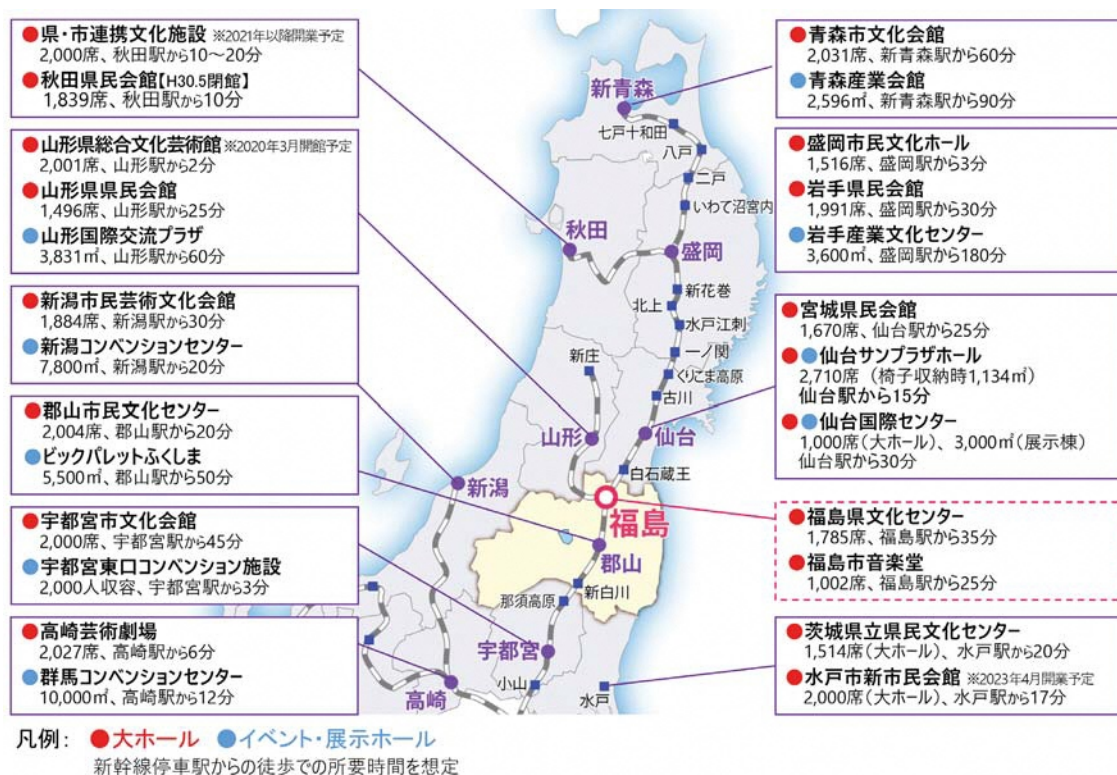 ●県・市連携文化施設 ※2021年以降開業予定
2,000席、秋田駅から10～20分
●秋田県民会館【H30.5閉館】
1,839席、秋田駅から10分
●山形県総合文化芸術館※2020年3月開館予定
2,001席、山形駅から2分
●山形県県民会館
1,496席、山形駅から25分
●山形国際交流プラザ
3,831㎡、山形駅から60分
●新潟市民芸術文化会館
1,884席、新潟駅から30分
●新潟コンベンションセンター
7,800㎡、新潟駅から20分
●郡山市民文化センター
2,004席、郡山駅から20分
●ビックパレットふくしま
5,500㎡、郡山駅から50分
●宇都宮市文化会館
2,000席、宇都宮駅から45分
●宇都宮東口コンベンション施設
2,000人収容、宇都宮駅から3分
●高崎芸術劇場
2,027席、高崎駅から6分
●群馬コンベンションセンター
10,000㎡、高崎駅から12分
新青森
七戸十和田
八戸
二戸
いわて沼宮内
秋田
盛岡
新花巻
北上
水戸江刺
一ノ関
新庄
くりこま高原
古川
山形
仙台
白石蔵王
新潟
福島
郡山
新白川
那須高原
宇都宮
小山
高崎
水戸
●青森市文化会館
2,031席、新青森駅から60分
●青森産業会館
2,596㎡、新青森駅から90分
●盛岡市民文化ホール
1,516席、盛岡駅から3分
●岩手県民会館
1,991席、盛岡駅から30分
●岩手産業文化センター
3,600㎡、盛岡駅から180分
●宮城県民会館
1,670席、仙台駅から25分
●●仙台サンプラザホール
2,710席（椅子収納時1,134㎡）
仙台駅から15分
●●仙台国際センター
1,000席(大ホール)、3,000㎡(展示棟)
仙台駅から30分
●福島県文化センター
1,785席、福島駅から35分
●福島市音楽堂
1,002席、福島駅から25分
●茨城県立県民文化センター
1,514席(大ホール)、水戸駅から20分
●水戸市新市民会館 ※2023年4月開業予定
2,000席(大ホール)、水戸駅から17分
凡例： ●大ホール ●イベント・展示ホール
新幹線停車駅からの徒歩での所要時間を想定